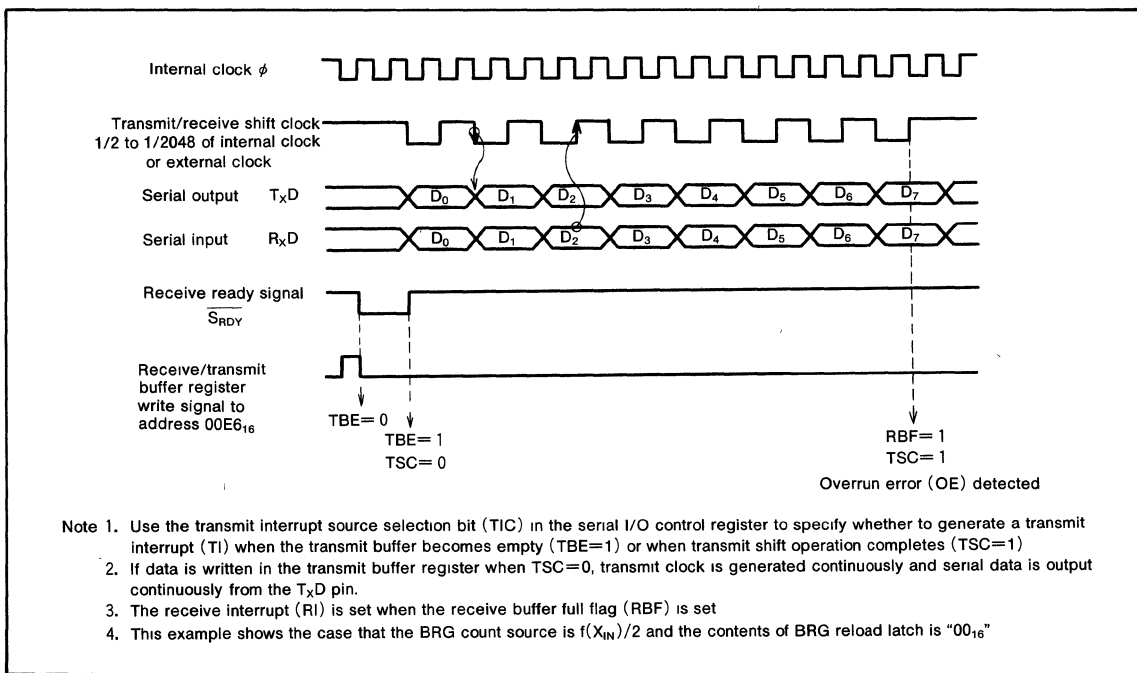 Internal clock ϕ
Transmit/receive shift clock
1/2 to 1/2048 of internal clock
or external clock
Serial output TxD
D0 D1 D2 D3 D4 D5 D6 D7
Serial input RxD
D0 D1 D2 D3 D4 D5 D6 D7
Receive ready signal
SRDY
Receive/transmit
buffer register
write signal to
address 00E616
TBE= 0
TBE= 1
TSC= 0
RBF= 1
TSC= 1
Overrun error (OE) detected
Note 1. Use the transmit interrupt source selection bit (TIC) in the serial I/O control register to specify whether to generate a transmit
interrupt (TI) when the transmit buffer becomes empty (TBE=1) or when transmit shift operation completes (TSC=1)
2. If data is written in the transmit buffer register when TSC=0, transmit clock is generated continuously and serial data is output
continuously from the TxD pin.
3. The receive interrupt (RI) is set when the receive buffer full flag (RBF) is set
4. This example shows the case that the BRG count source is f(XIN)/2 and the contents of BRG reload latch is “0016”